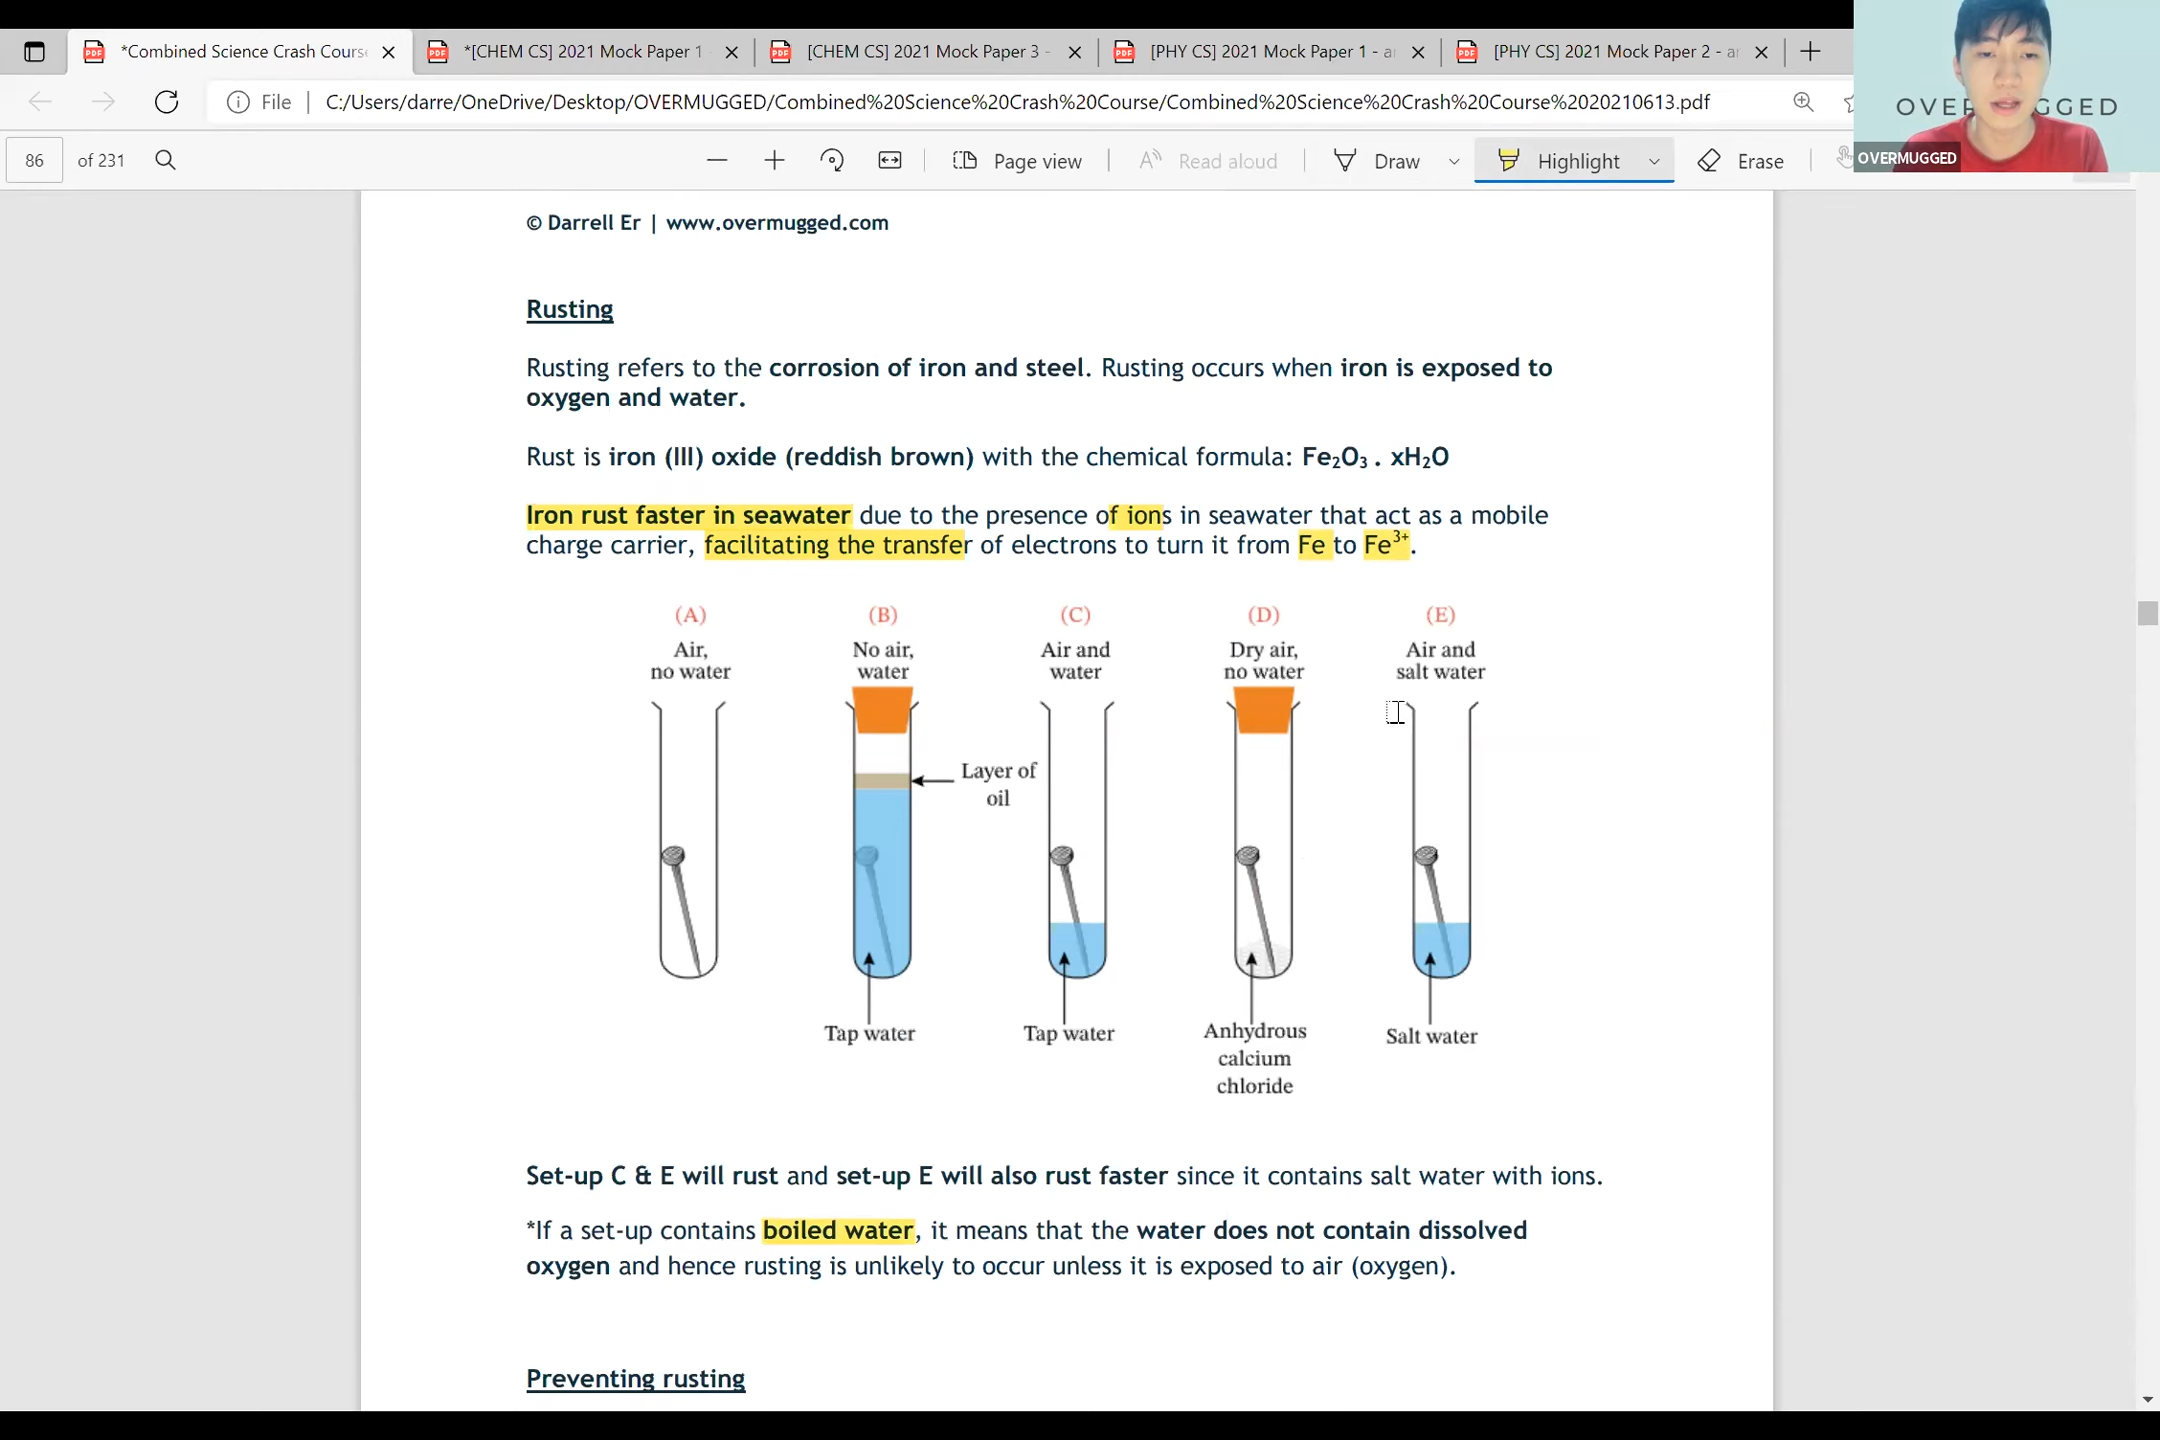 *Combined Science Crash Cours
*[CHEM CS] 2021 Mock Paper 1
[CHEM CS] 2021 Mock Paper 3 -
[PHY CS] 2021 Mock Paper 1 - a
[PHY CS] 2021 Mock Paper 2 - a
File
C:/Users/darre/OneDrive/Desktop/OVERMUGGED/Combined%20Science%20Crash%20Course/Combined%20Science%20Crash%20Course%2020210613.pdf
86 of 231
Page view
Read aloud
Draw
Highlight
Erase
OVERMUGGED
© Darrell Er | www.overmugged.com
Rusting
Rusting refers to the corrosion of iron and steel. Rusting occurs when iron is exposed to
oxygen and water.
Rust is iron (III) oxide (reddish brown) with the chemical formula: Fe₂O₃ . xH₂O
Iron rust faster in seawater due to the presence of ions in seawater that act as a mobile
charge carrier, facilitating the transfer of electrons to turn it from Fe to Fe³⁺.
(A)
Air,
no water
(B)
No air,
water
(C)
Air and
water
(D)
Dry air,
no water
(E)
Air and
salt water
Layer of
oil
Tap water
Tap water
Anhydrous
calcium
chloride
Salt water
Set-up C & E will rust and set-up E will also rust faster since it contains salt water with ions.
*If a set-up contains boiled water, it means that the water does not contain dissolved
oxygen and hence rusting is unlikely to occur unless it is exposed to air (oxygen).
Preventing rusting